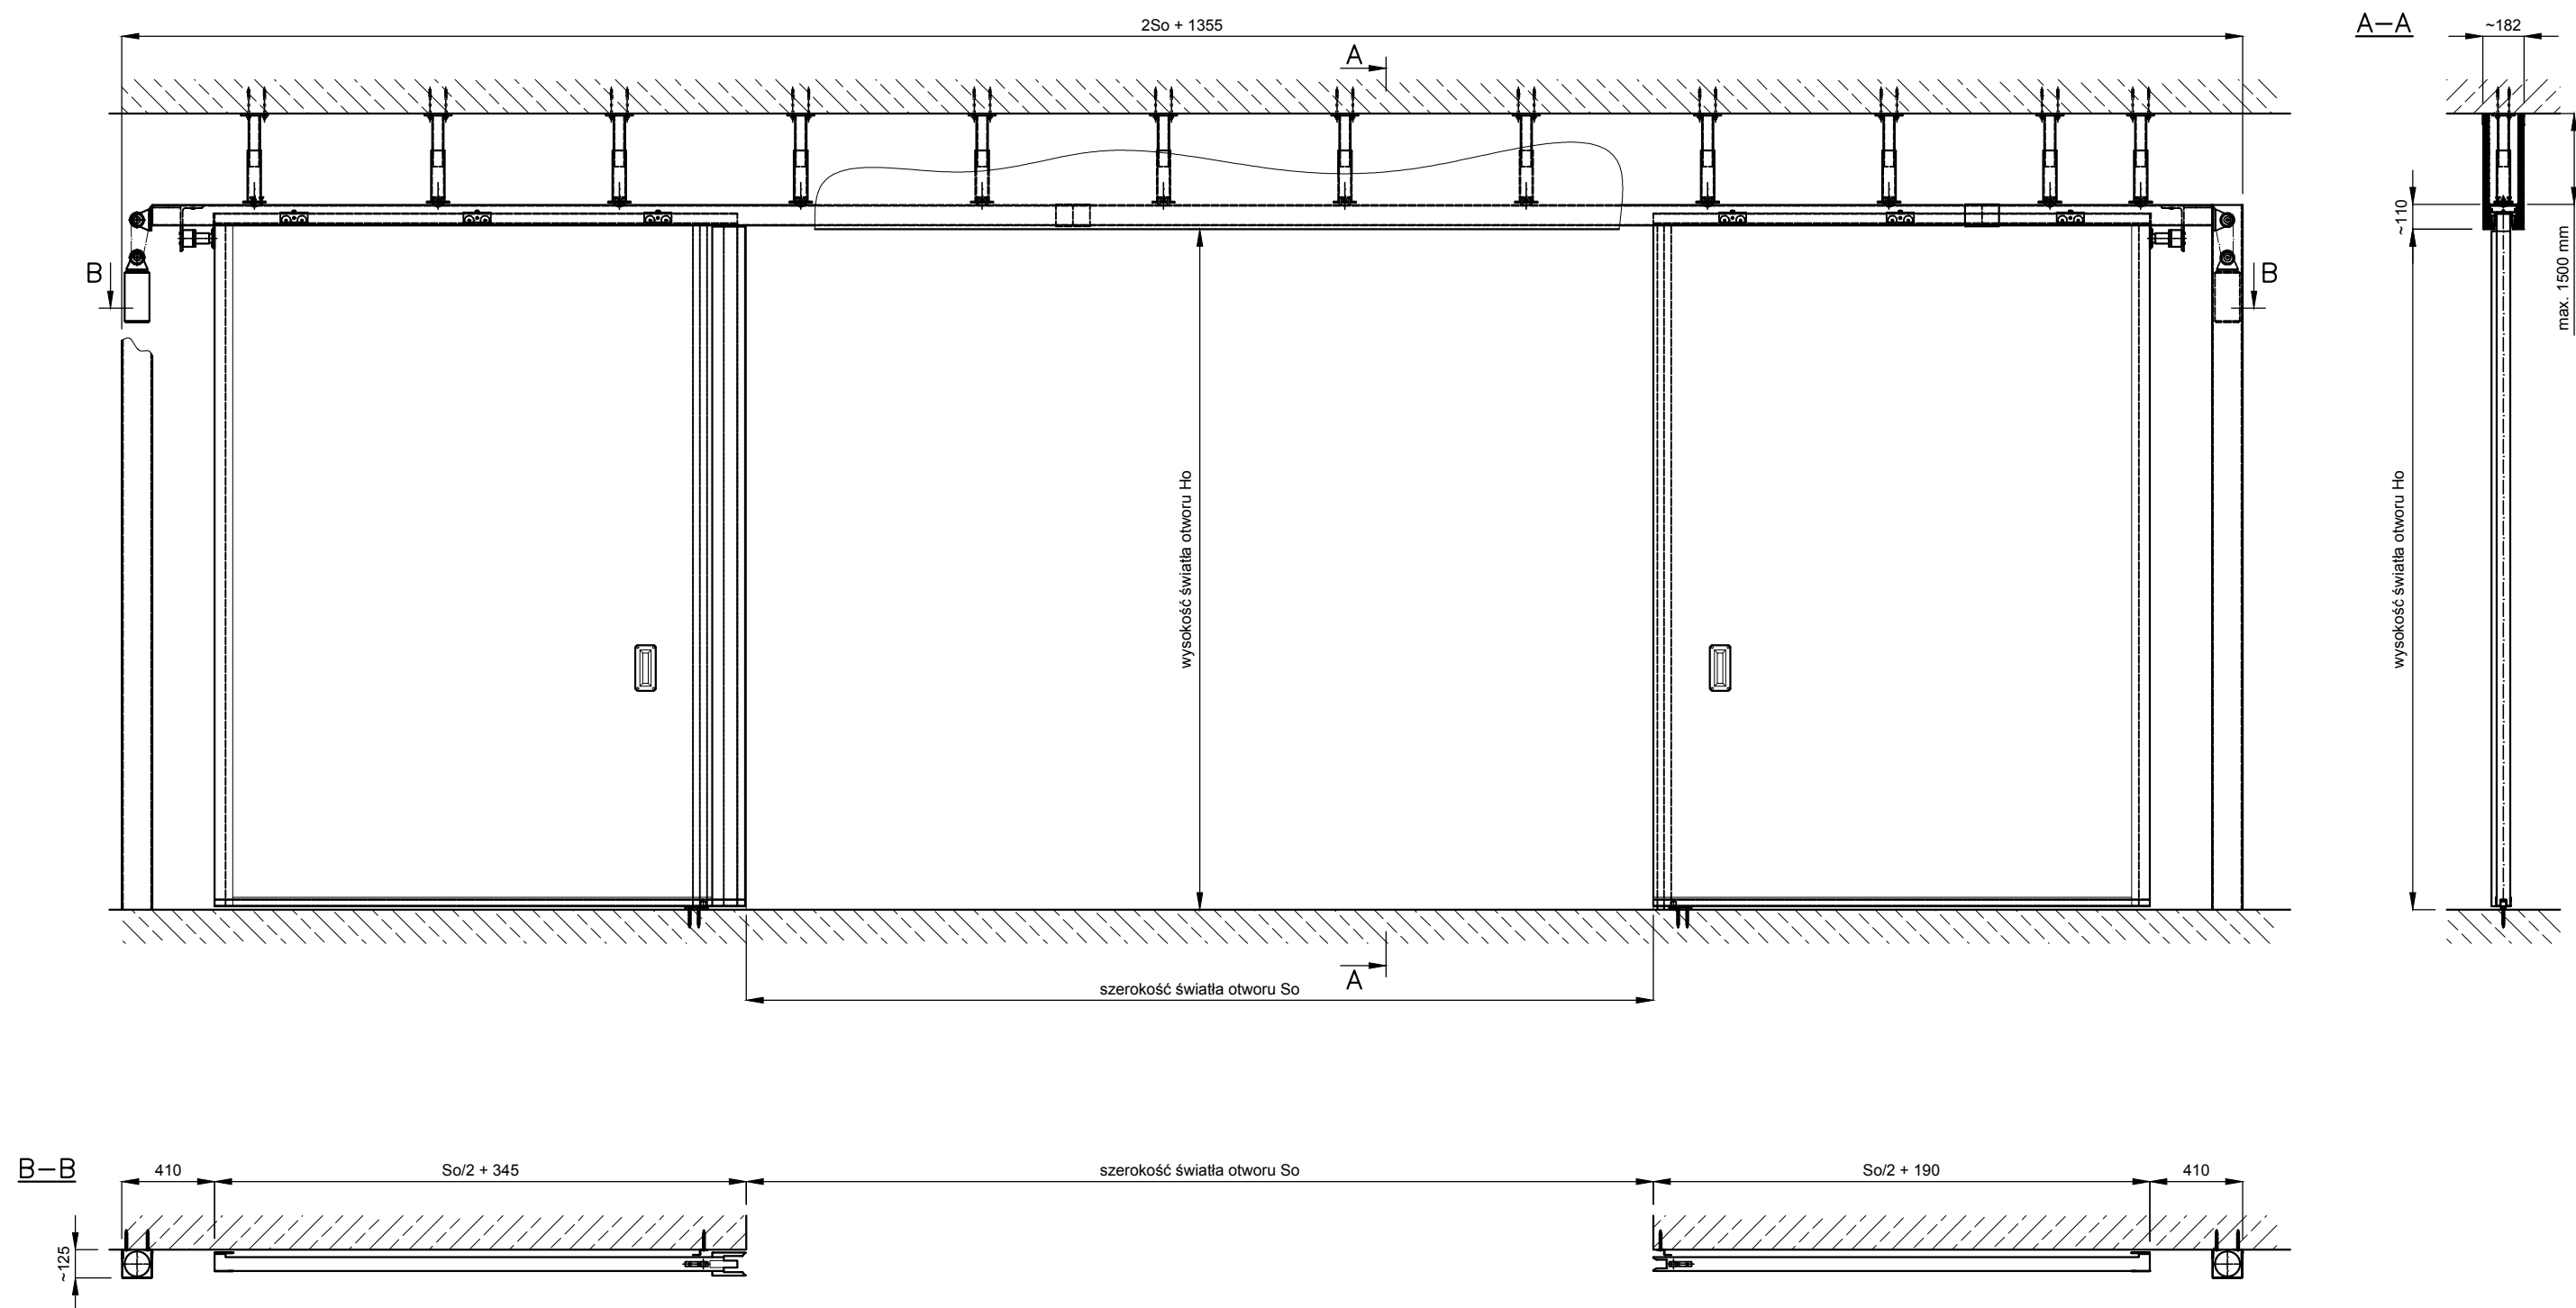 2So + 1355
A
A-A
~182
B
B
~110
max. 1500 mm
wysokość światła otworu Ho
wysokość światła otworu Ho
A
szerokość światła otworu So
B-B
410
So/2 + 345
szerokość światła otworu So
So/2 + 190
410
~125